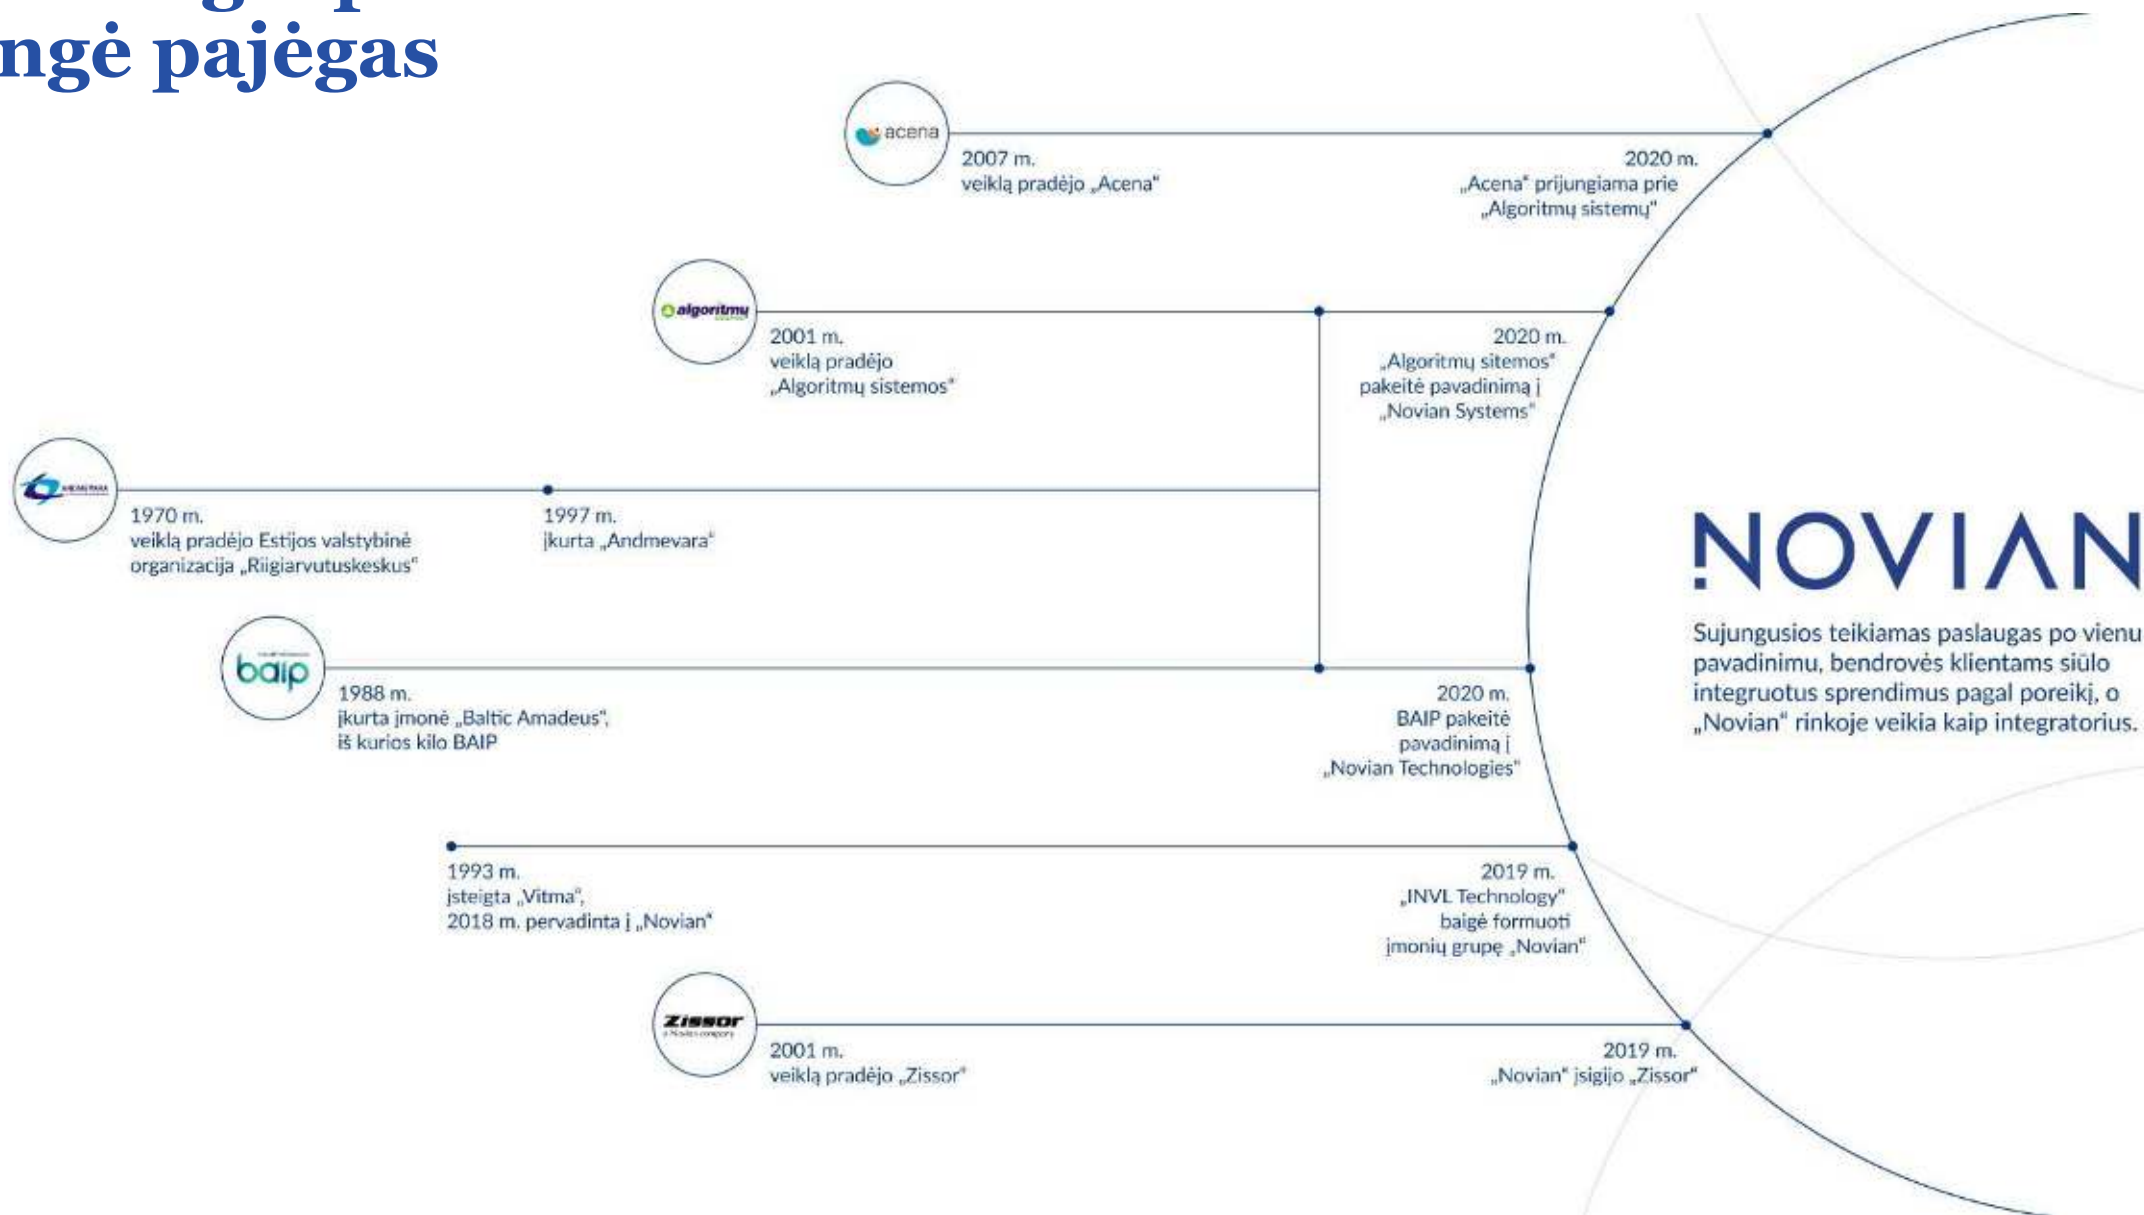 ngė pajėgas
acena
2007 m.
veiklą pradėjo „Acena“
2020 m.
„Acena“ prijungiama prie
„Algoritmų sistemų“
algoritmų
2001 m.
veiklą pradėjo
„Algoritmų sistemos“
2020 m.
„Algoritmų sitemos“
pakeitė pavadinimą į
„Novian Systems“
ANDMEVARA
1970 m.
veiklą pradėjo Estijos valstybinė
organizacija „Riigiarvutuskeskus“
1997 m.
įkurta „Andmevara“
NOVIAN
Sujungusios teikiamas paslaugas po vienu
pavadinimu, bendrovės klientams siūlo
integruotus sprendimus pagal poreikį, o
„Novian“ rinkoje veikia kaip integratorius.
baip
1988 m.
įkurta įmonė „Baltic Amadeus“,
iš kurios kilo BAIP
2020 m.
BAIP pakeitė
pavadinimą į
„Novian Technologies“
1993 m.
įsteigta „Vitma“,
2018 m. pervadinta į „Novian“
2019 m.
„INVL Technology“
baigė formuoti
įmonių grupę „Novian“
Zissor
a Novian company
2001 m.
veiklą pradėjo „Zissor“
2019 m.
„Novian“ įsigijo „Zissor“